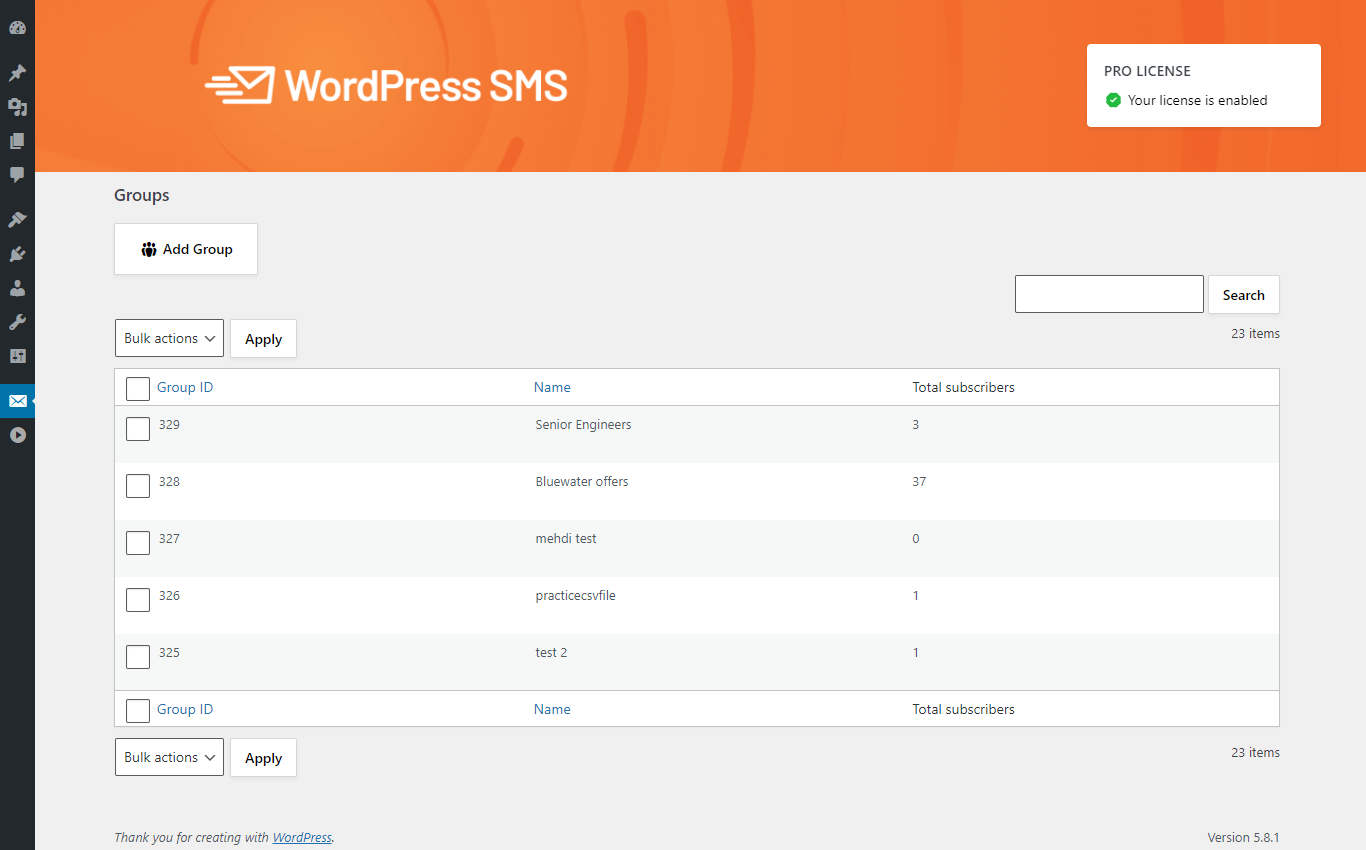 WordPress SMS
PRO LICENSE
Your license is enabled
Groups
Add Group
Search
Bulk actions Apply
23 items
Group ID Name Total subscribers
329 Senior Engineers 3
328 Bluewater offers 37
327 mehdi test 0
326 practicecsvfile 1
325 test 2 1
Group ID Name Total subscribers
Bulk actions Apply
23 items
Thank you for creating with WordPress.
Version 5.8.1